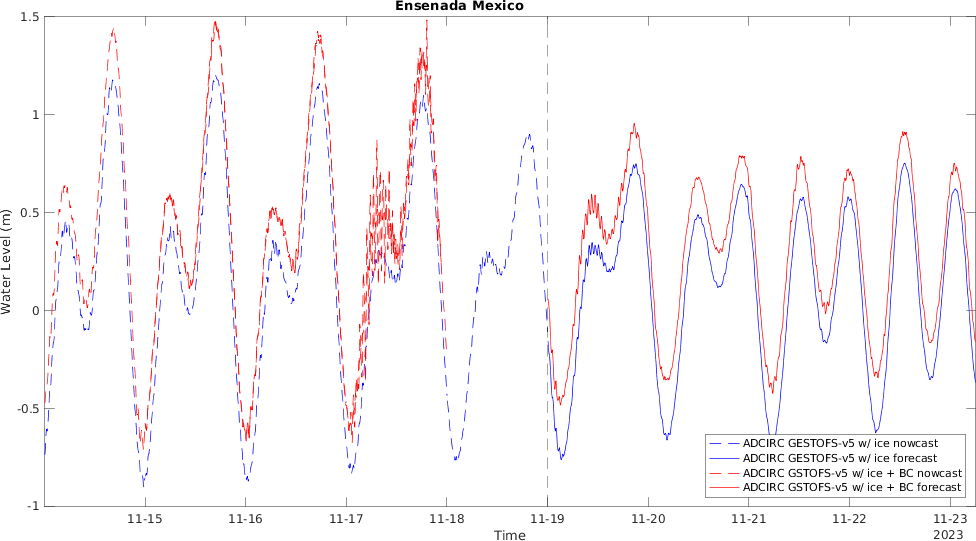 Ensenada Mexico
1.5
1
0.5
0
-0.5
-1
Water Level (m)
11-15 11-16 11-17 11-18 11-19 11-20 11-21 11-22 11-23
2023
Time
ADCIRC GESTOFS-v5 w/ ice nowcast
ADCIRC GESTOFS-v5 w/ ice forecast
ADCIRC GSTOFS-v5 w/ ice + BC nowcast
ADCIRC GSTOFS-v5 w/ ice + BC forecast